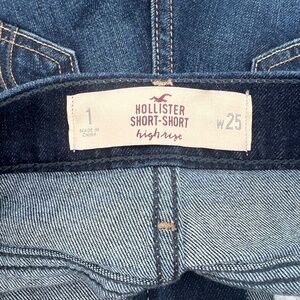 HOLLISTER
SHORT-SHORT
high rise
1
MADE IN
CHINA
W25